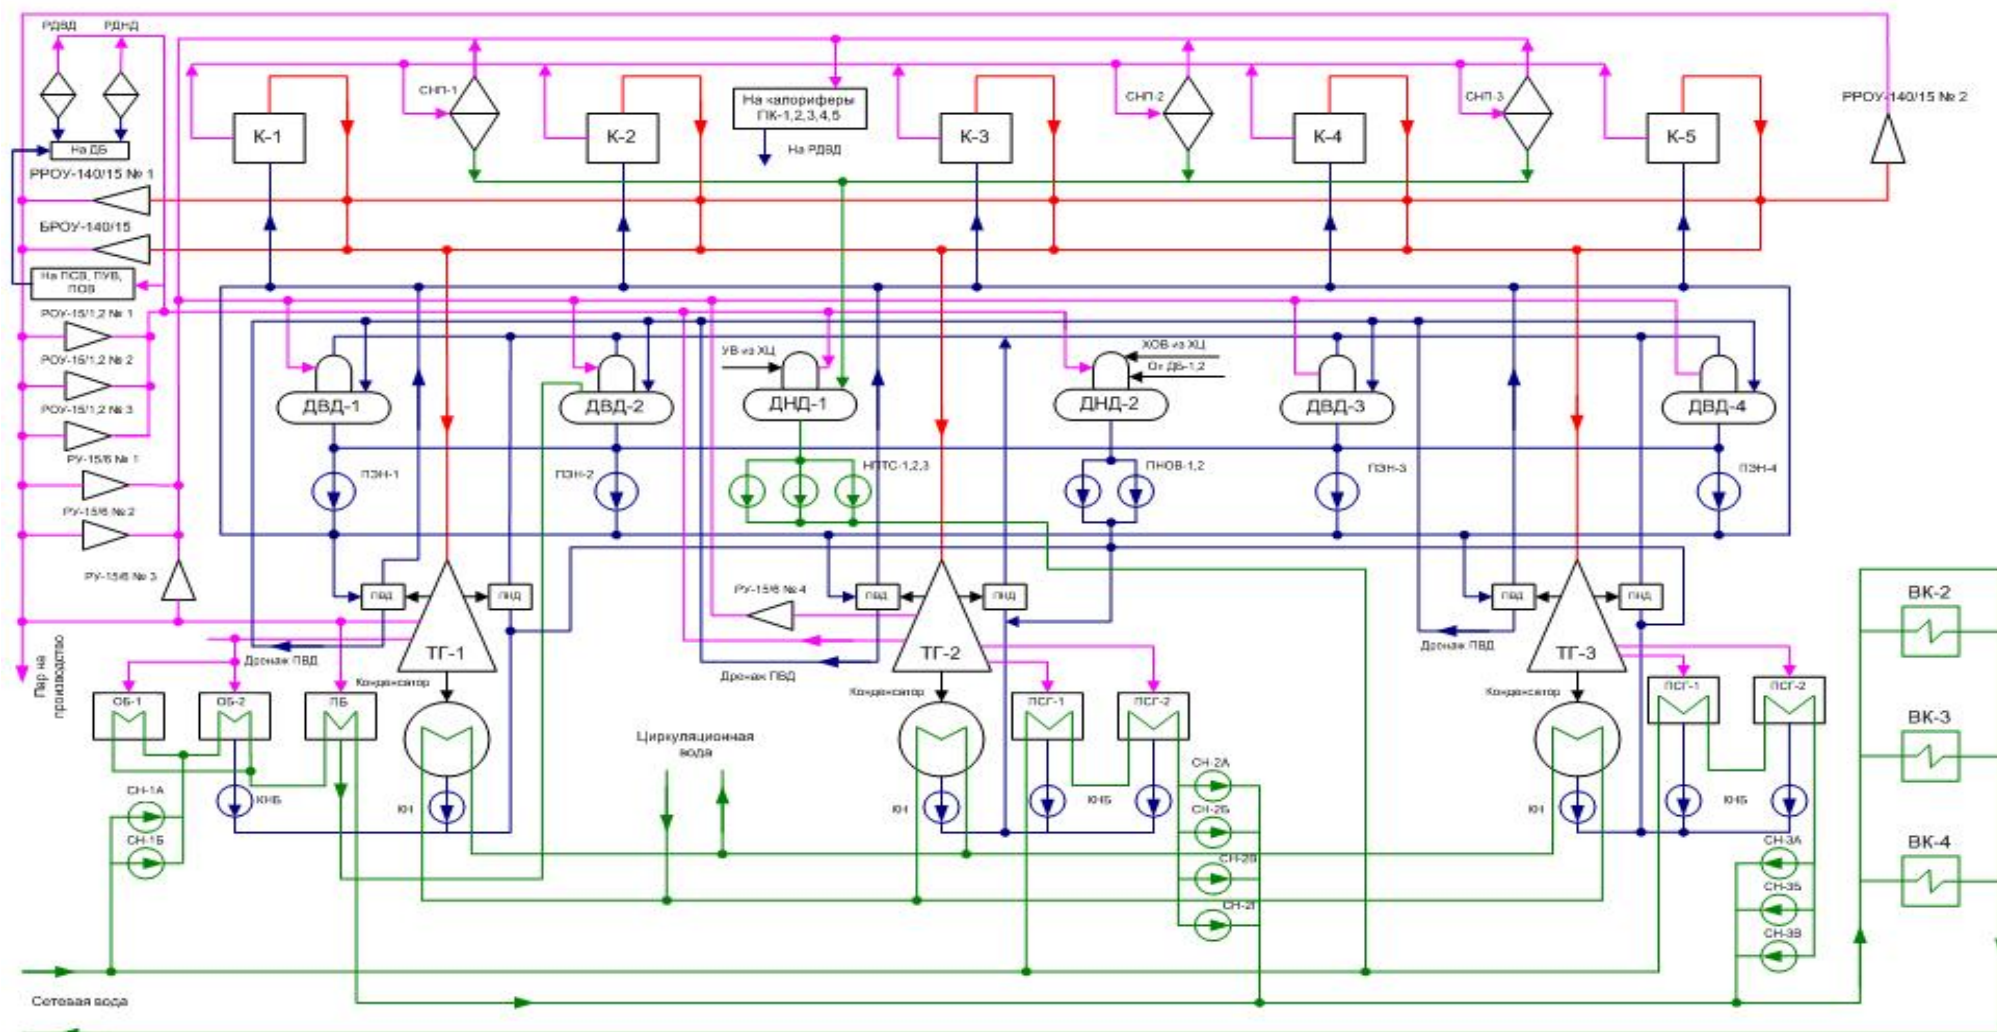 РДВД
РДНД
СНП-1
На калориферы
ПК-1,2,3,4,5
На РДВД
СНП-2
СНП-3
РРОУ-140/15 № 2
К-1
К-2
К-3
К-4
К-5
На ДБ
РРОУ-140/15 № 1
БРОУ-140/15
На ПСВ, ПУВ,
ПОВ
РОУ-15/1,2 № 1
РОУ-15/1,2 № 2
РОУ-15/1,2 № 3
РУ-15/6 № 1
РУ-15/6 № 2
РУ-15/6 № 3
УВ из ХЦ
ХОВ из ХЦ
От ДБ-1,2
ДВД-1
ДВД-2
ДНД-1
ДНД-2
ДВД-3
ДВД-4
ПЭН-1
ПЭН-2
НПТС-1,2,3
ПНОВ-1,2
ПЭН-3
ПЭН-4
ПВД
ПНД
РУ-15/6 № 4
ПВД
ПНД
ПВД
ПНД
ВК-2
ТГ-1
ТГ-2
ТГ-3
Дренаж ПВД
Дренаж ПВД
Дренаж ПВД
Пар на
производство
Конденсатор
Конденсатор
Конденсатор
ОБ-1
ОБ-2
ПБ
ПСГ-1
ПСГ-2
ПСГ-1
ПСГ-2
ВК-3
Циркуляционная
вода
СН-1А
СН-1Б
КНБ
КН
КН
КНБ
СН-2А
СН-2Б
СН-2В
СН-2Г
КН
КНБ
СН-3А
СН-3Б
СН-3В
ВК-4
Сетевая вода